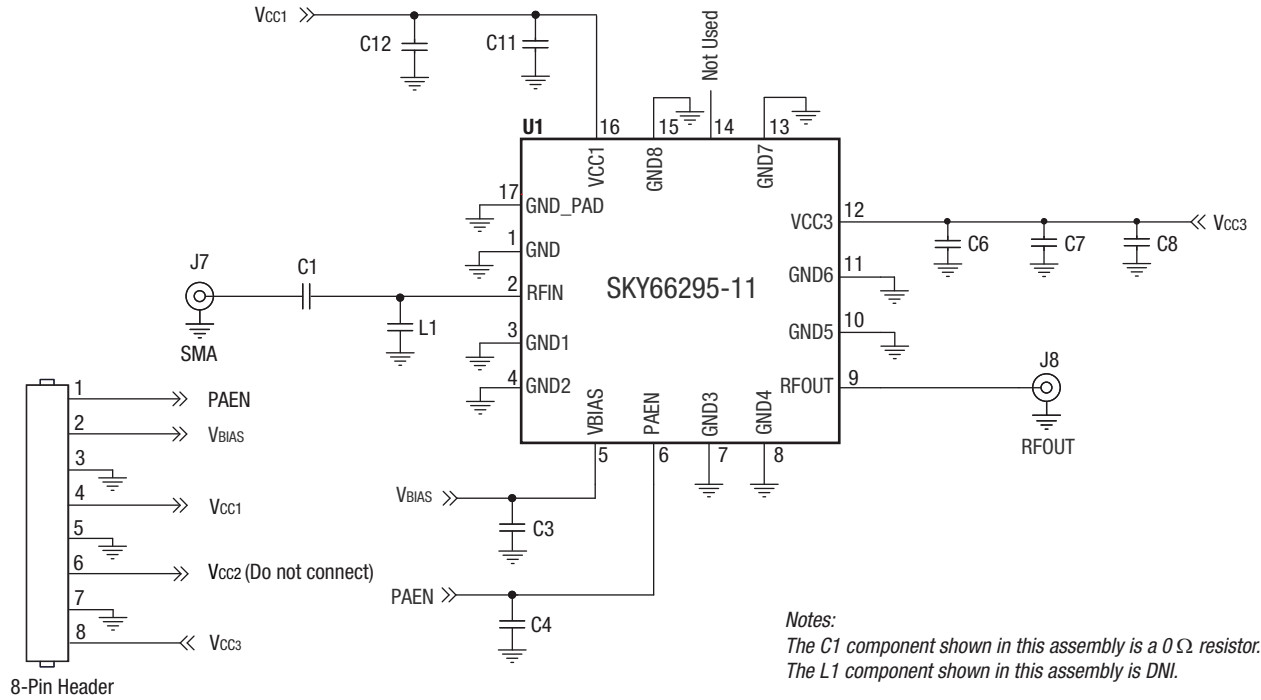 VCC1
C12
C11
Not Used
U1
16
15
14
13
VCC1
GND8
GND7
17
GND_PAD
1
GND
2
RFIN
3
GND1
4
GND2
SKY66295-11
VCC3
12
GND6
11
GND5
10
RFOUT
9
VBIAS
PAEN
GND3
GND4
5
6
7
8
C6
C7
C8
VCC3
J7
C1
L1
SMA
J8
RFOUT
VBIAS
C3
PAEN
C4
1
PAEN
2
VBIAS
3
4
VCC1
5
6
VCC2 (Do not connect)
7
8
VCC3
8-Pin Header
Notes:
The C1 component shown in this assembly is a 0 Ω resistor.
The L1 component shown in this assembly is DNI.